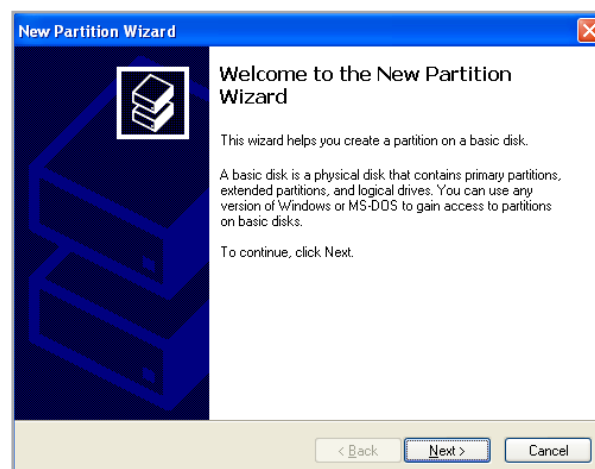 New Partition Wizard
Welcome to the New Partition
Wizard
This wizard helps you create a partition on a basic disk.
A basic disk is a physical disk that contains primary partitions,
extended partitions, and logical drives. You can use any
version of Windows or MS-DOS to gain access to partitions
on basic disks.
To continue, click Next.
< Back
Next >
Cancel